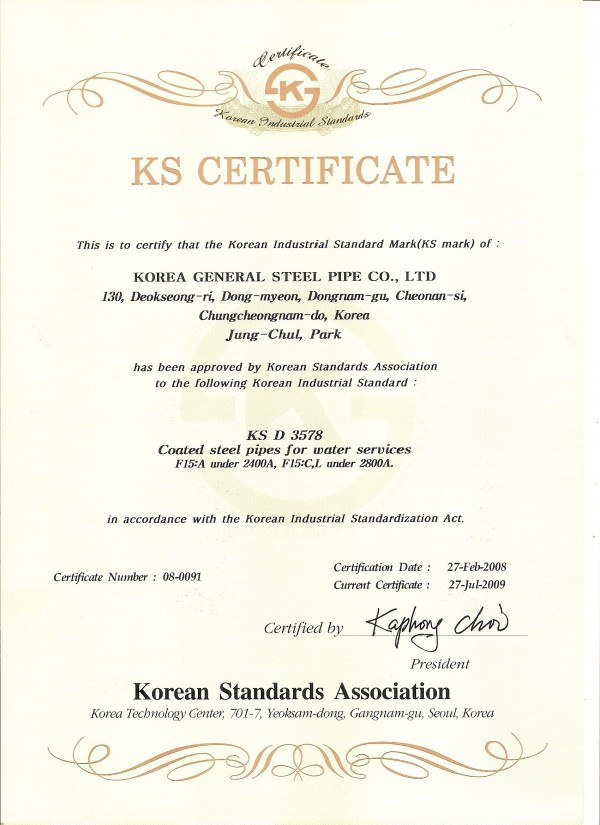 Certificate
KS
Korean Industrial Standards
KS CERTIFICATE
This is to certify that the Korean Industrial Standard Mark(KS mark) of :
KOREA GENERAL STEEL PIPE CO., LTD
130, Deokseong-ri, Dong-myeon, Dongnam-gu, Cheonan-si,
Chungcheongnam-do, Korea
Jung-Chul, Park
has been approved by Korean Standards Association
to the following Korean Industrial Standard :
KS D 3578
Coated steel pipes for water services
F15:A under 2400A, F15:C,L under 2800A.
in accordance with the Korean Industrial Standardization Act.
Certificate Number : 08-0091
Certification Date : 27-Feb-2008
Current Certificate : 27-Jul-2009
Certified by Kaphong Choi
President
Korean Standards Association
Korea Technology Center, 701-7, Yeoksam-dong, Gangnam-gu, Seoul, Korea